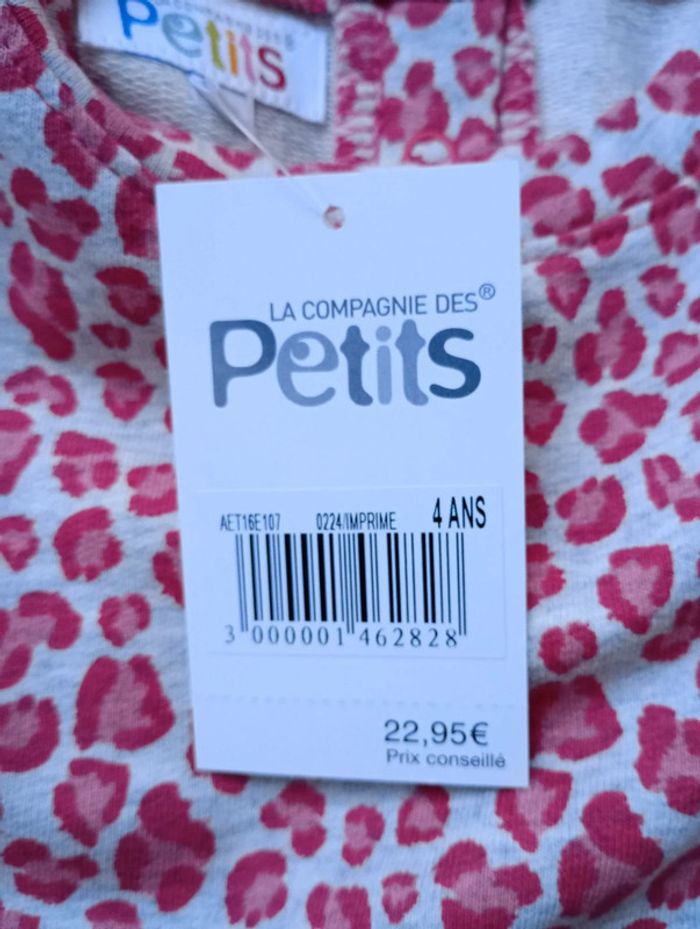 Petits
LA COMPAGNIE DES®
Petits
AET16E107 0224/IMPRIME 4 ANS
3 000001 462828
22,95€
Prix conseillé